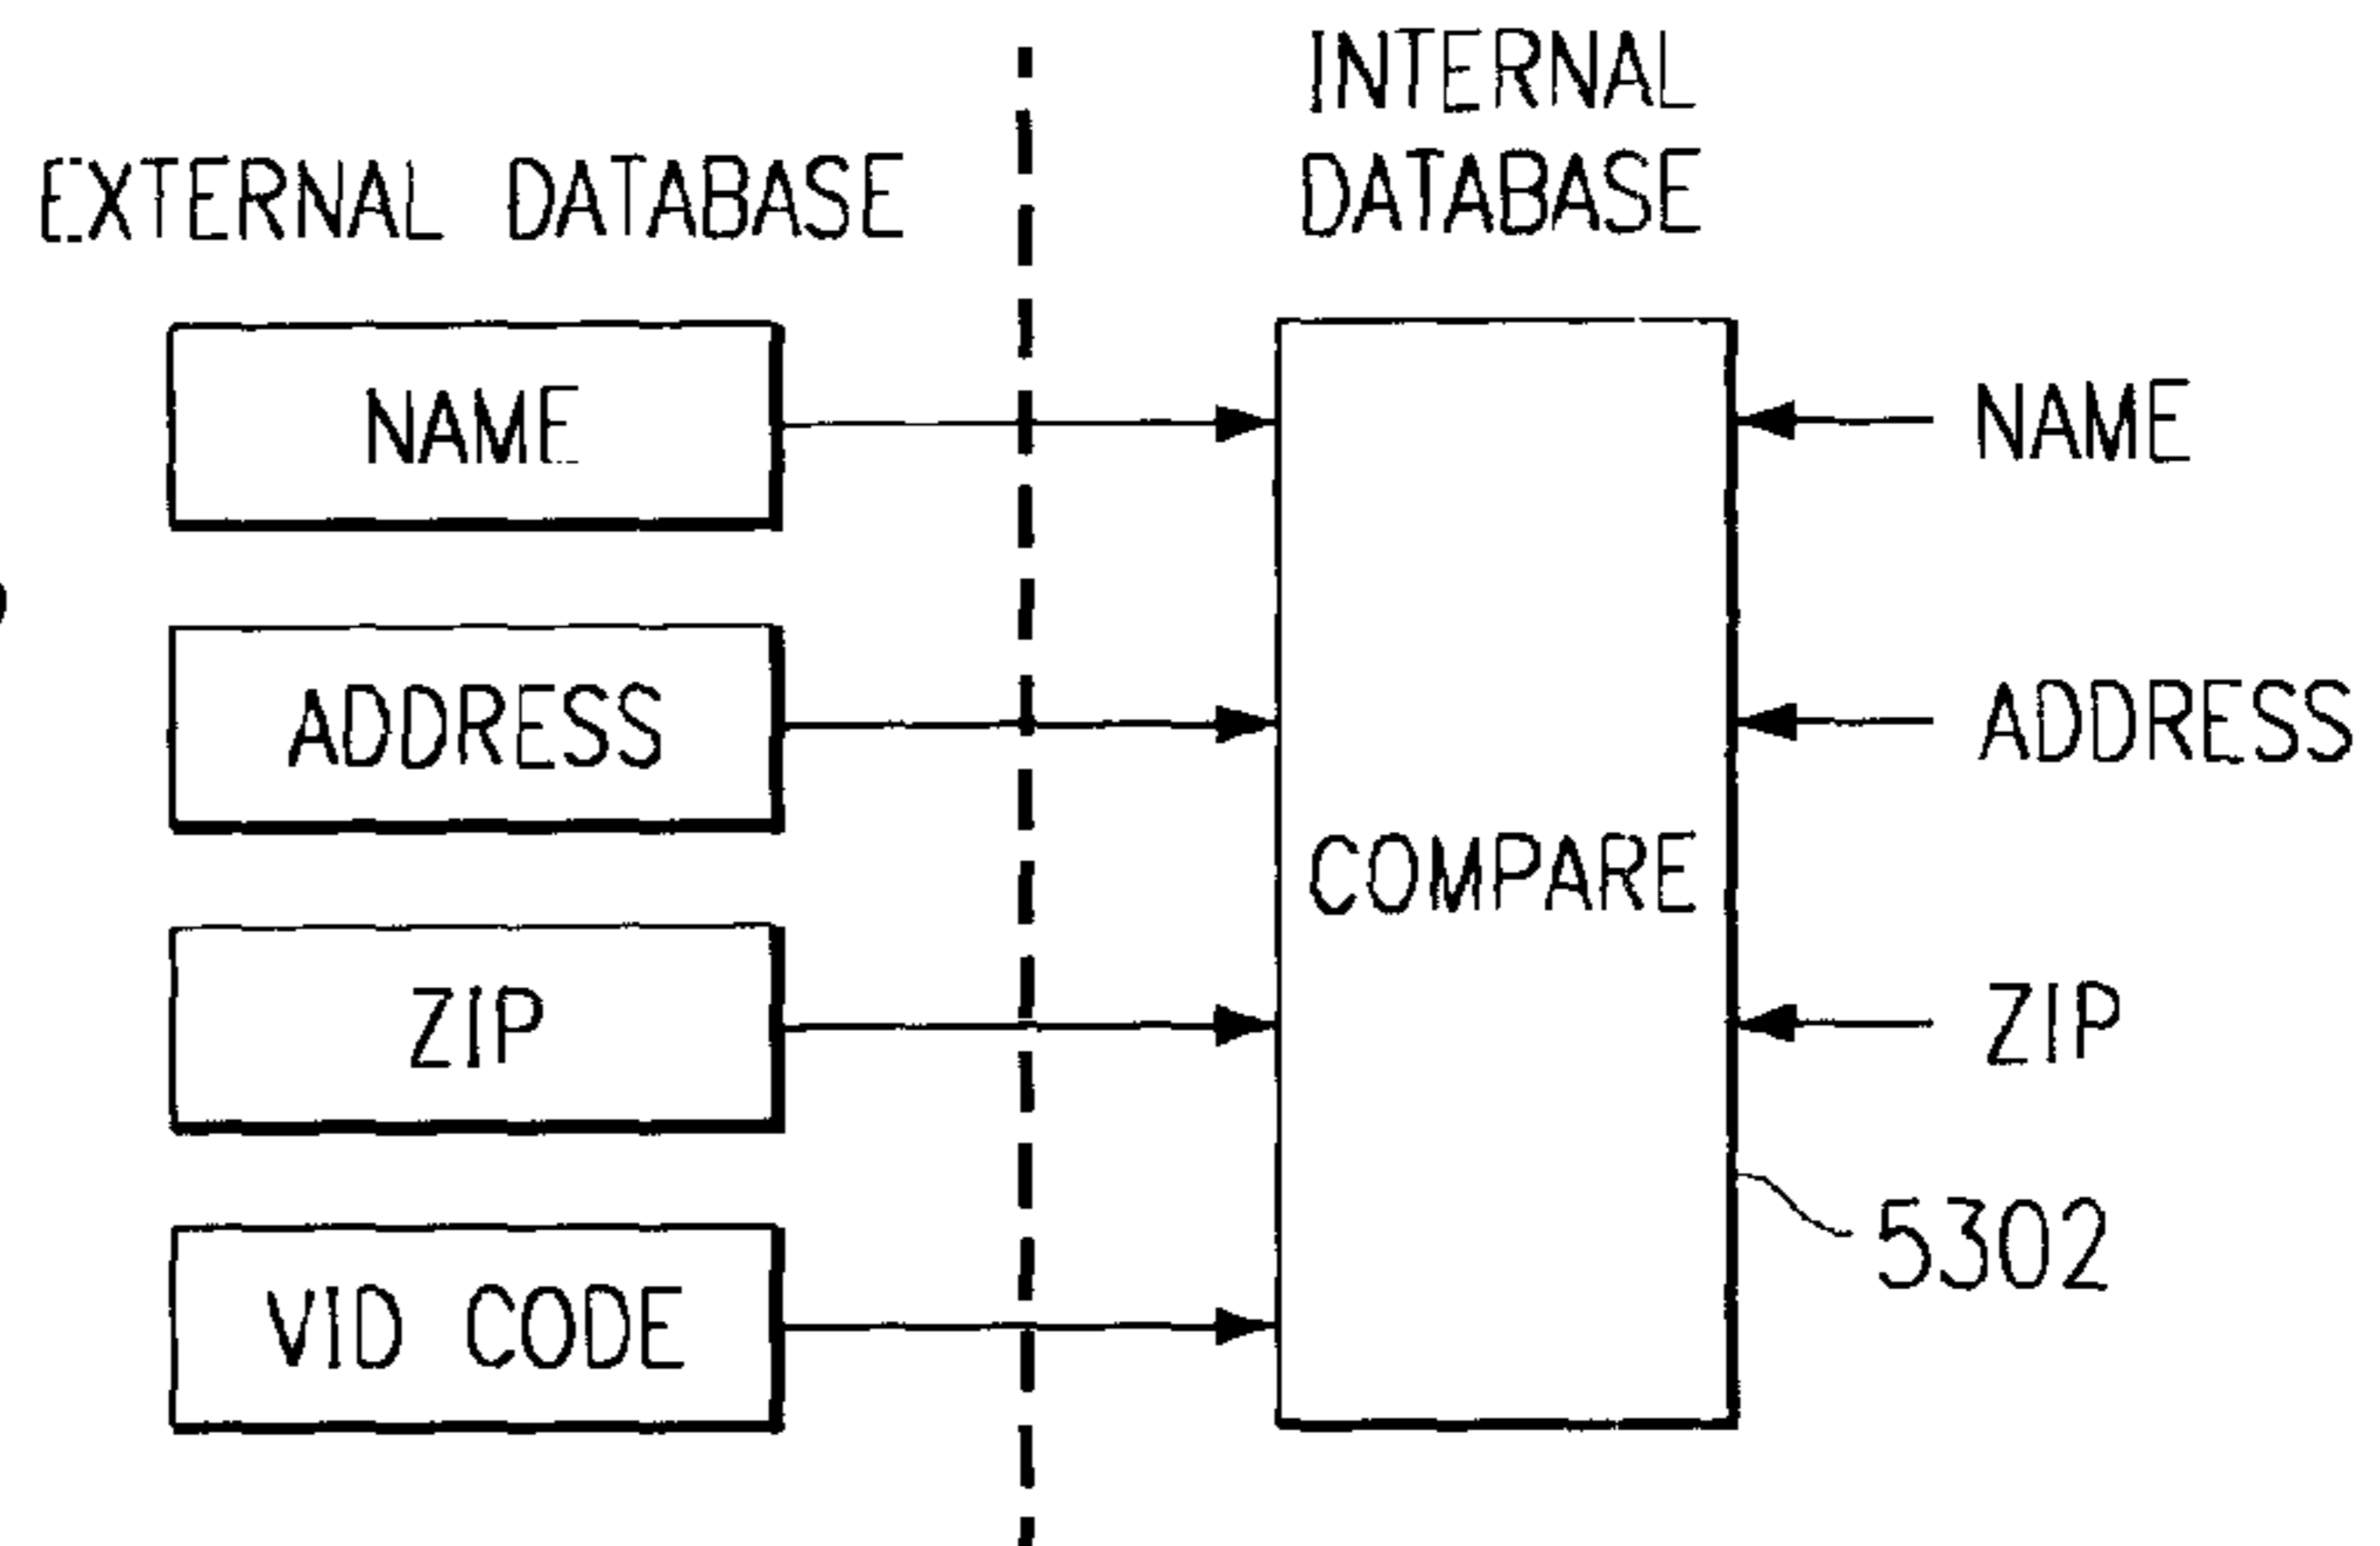 EXTERNAL DATABASE
INTERNAL
DATABASE
NAME
NAME
ADDRESS
ADDRESS
COMPARE
ZIP
ZIP
5302
VID CODE